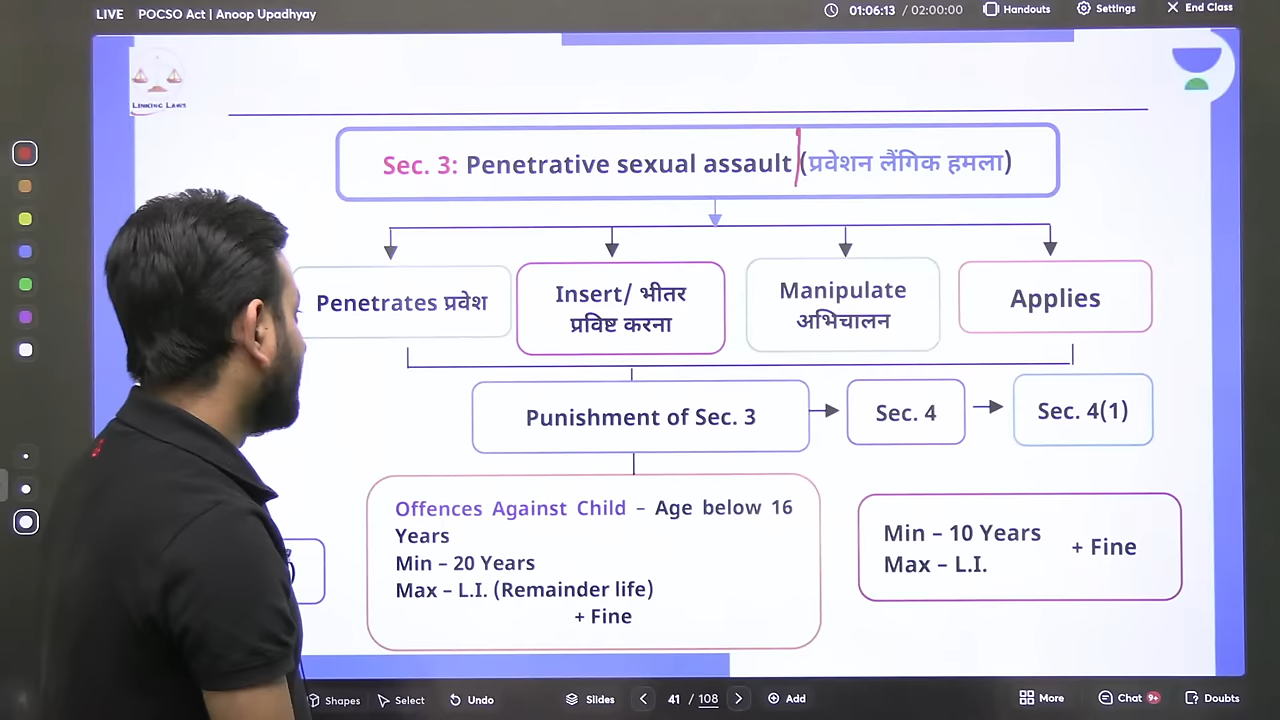 LIVE POCSO Act | Anoop Upadhyay 01:06:13 / 02:00:00 Handouts Settings End Class
LINKING LAWS
Sec. 3: Penetrative sexual assault (प्रवेशन लैंगिक हमला)
Penetrates प्रवेश
Insert/ भीतर
प्रविष्ट करना
Manipulate
अभिचालन
Applies
Punishment of Sec. 3
Sec. 4
Sec. 4(1)
Offences Against Child – Age below 16
Years
Min – 20 Years
Max – L.I. (Remainder life)
+ Fine
Min – 10 Years
Max – L.I.
+ Fine
Shapes Select Undo Slides 41 / 108 Add More Chat 9+ Doubts